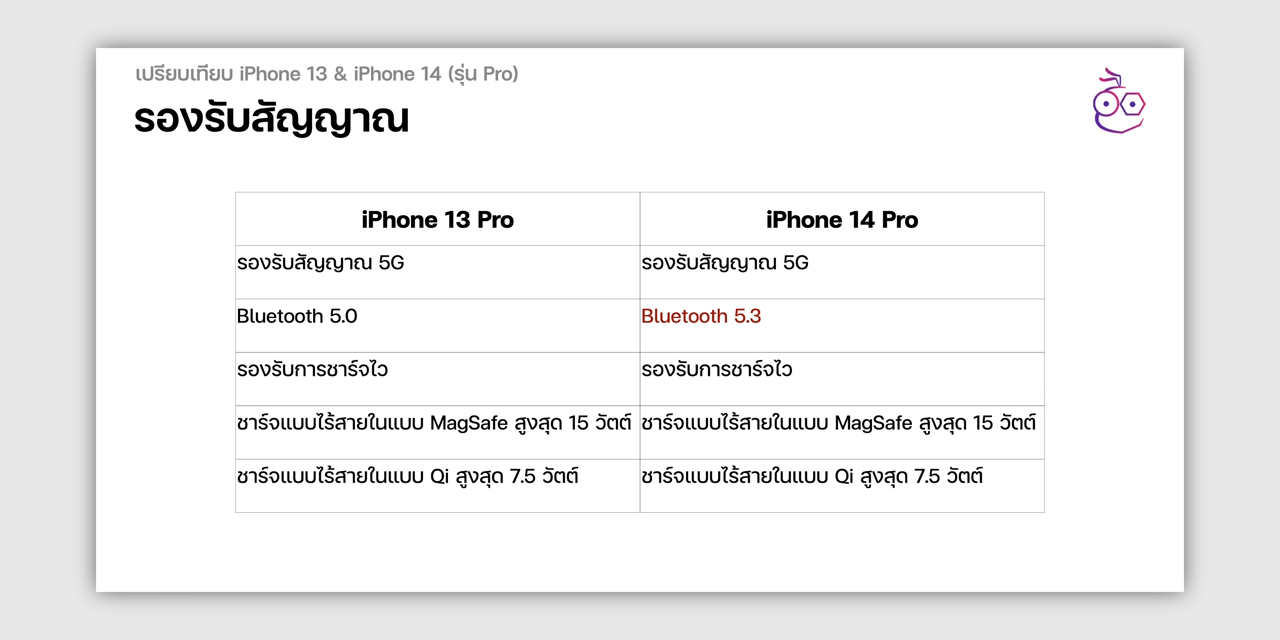 เปรียบเทียบ iPhone 13 & iPhone 14 (รุ่น Pro)
รองรับสัญญาณ
iPhone 13 Pro
iPhone 14 Pro
รองรับสัญญาณ 5G
รองรับสัญญาณ 5G
Bluetooth 5.0
Bluetooth 5.3
รองรับการชาร์จไว
รองรับการชาร์จไว
ชาร์จแบบไร้สายในแบบ MagSafe สูงสุด 15 วัตต์
ชาร์จแบบไร้สายในแบบ MagSafe สูงสุด 15 วัตต์
ชาร์จแบบไร้สายในแบบ Qi สูงสุด 7.5 วัตต์
ชาร์จแบบไร้สายในแบบ Qi สูงสุด 7.5 วัตต์